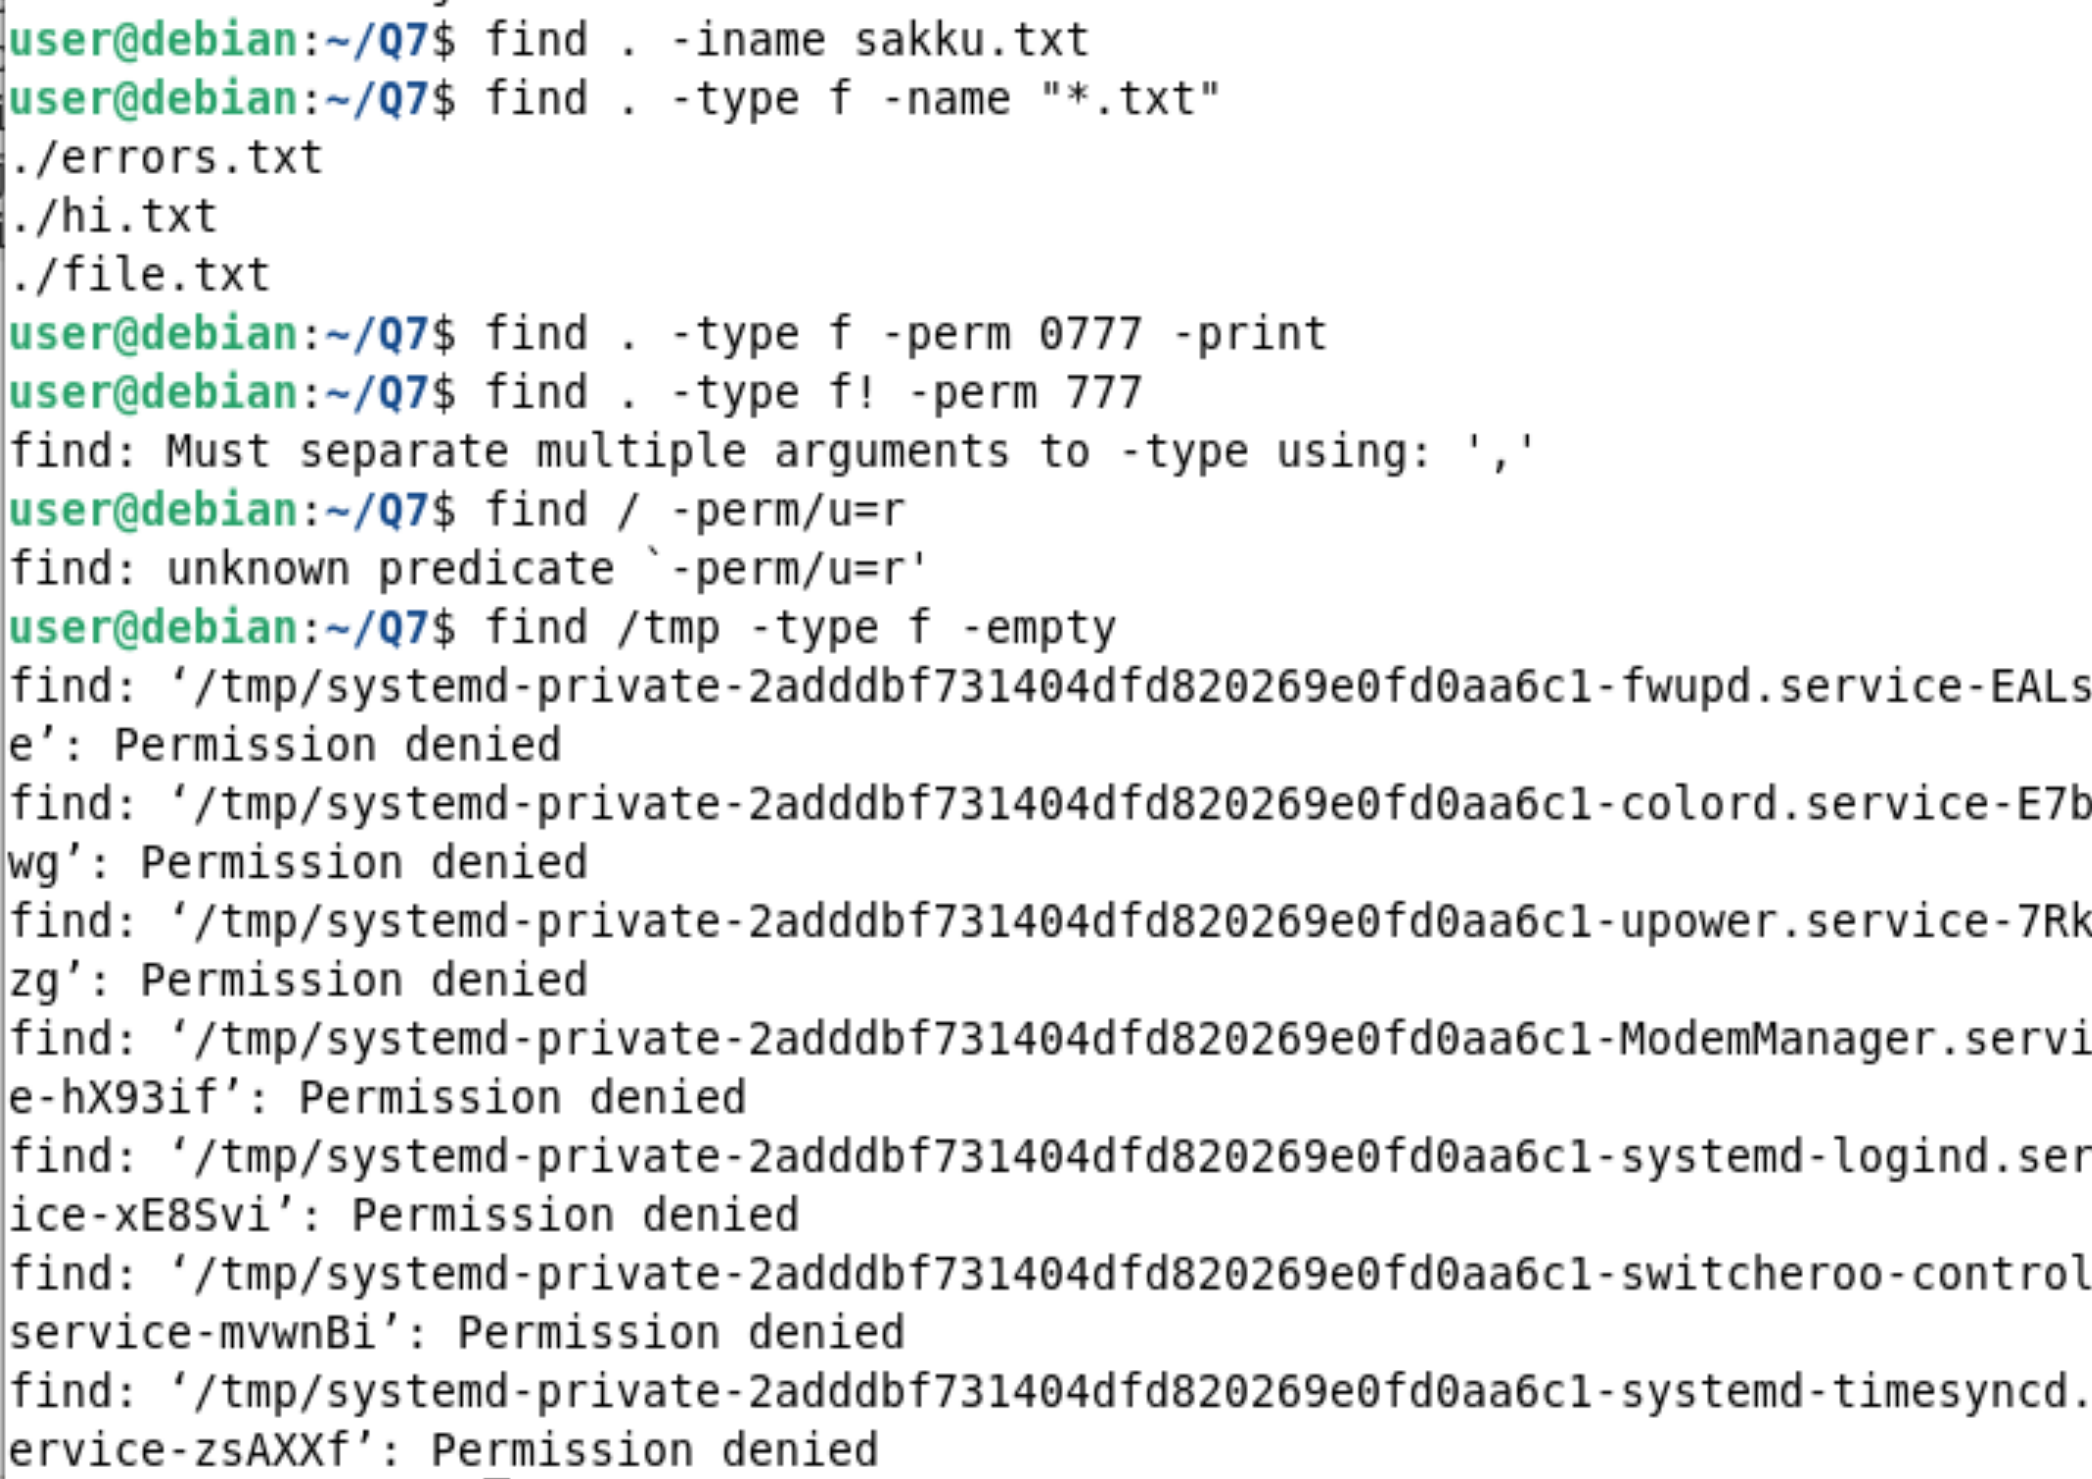 user@debian:~/Q7$ find . -iname sakku.txt
user@debian:~/Q7$ find . -type f -name "*.txt"
./errors.txt
./hi.txt
./file.txt
user@debian:~/Q7$ find . -type f -perm 0777 -print
user@debian:~/Q7$ find . -type f! -perm 777
find: Must separate multiple arguments to -type using: ','
user@debian:~/Q7$ find / -perm/u=r
find: unknown predicate `-perm/u=r'
user@debian:~/Q7$ find /tmp -type f -empty
find: ‘/tmp/systemd-private-2adddbf731404dfd820269e0fd0aa6c1-fwupd.service-EALs
e’: Permission denied
find: ‘/tmp/systemd-private-2adddbf731404dfd820269e0fd0aa6c1-colord.service-E7b
wg’: Permission denied
find: ‘/tmp/systemd-private-2adddbf731404dfd820269e0fd0aa6c1-upower.service-7Rk
zg’: Permission denied
find: ‘/tmp/systemd-private-2adddbf731404dfd820269e0fd0aa6c1-ModemManager.servi
e-hX93if’: Permission denied
find: ‘/tmp/systemd-private-2adddbf731404dfd820269e0fd0aa6c1-systemd-logind.ser
ice-xE8Svi’: Permission denied
find: ‘/tmp/systemd-private-2adddbf731404dfd820269e0fd0aa6c1-switcheroo-control
service-mvwnBi’: Permission denied
find: ‘/tmp/systemd-private-2adddbf731404dfd820269e0fd0aa6c1-systemd-timesyncd.
ervice-zsAXXf’: Permission denied